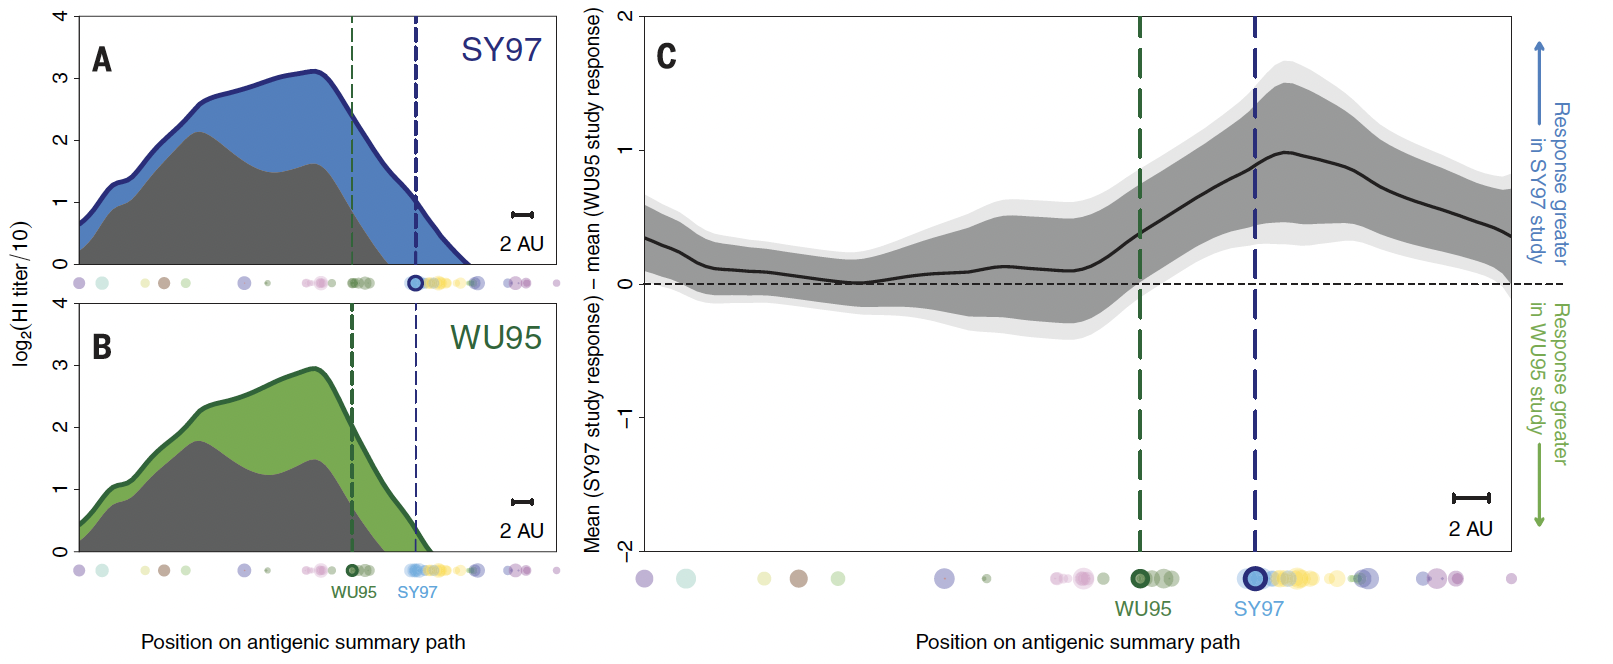 A
SY97
4
3
2
1
0
2 AU
B
WU95
4
3
2
1
0
2 AU
log2(HI titer/10)
WU95 SY97
Position on antigenic summary path
C
2
1
0
−1
−2
Mean (SY97 study response) − mean (WU95 study response)
2 AU
WU95 SY97
Position on antigenic summary path
Response greater
in SY97 study
Response greater
in WU95 study